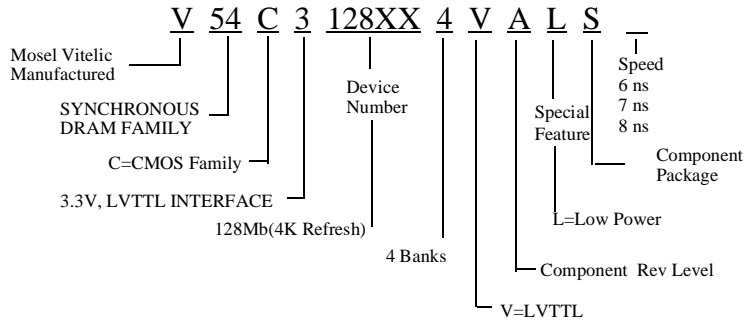 V 54 C 3 128XX 4 V A L S
Mosel Vitelic
Manufactured
SYNCHRONOUS
DRAM FAMILY
C=CMOS Family
3.3V, LVTTL INTERFACE
Device
Number
128Mb(4K Refresh)
4 Banks
V=LVTTL
Component Rev Level
Special
Feature
L=Low Power
Component
Package
Speed
6 ns
7 ns
8 ns